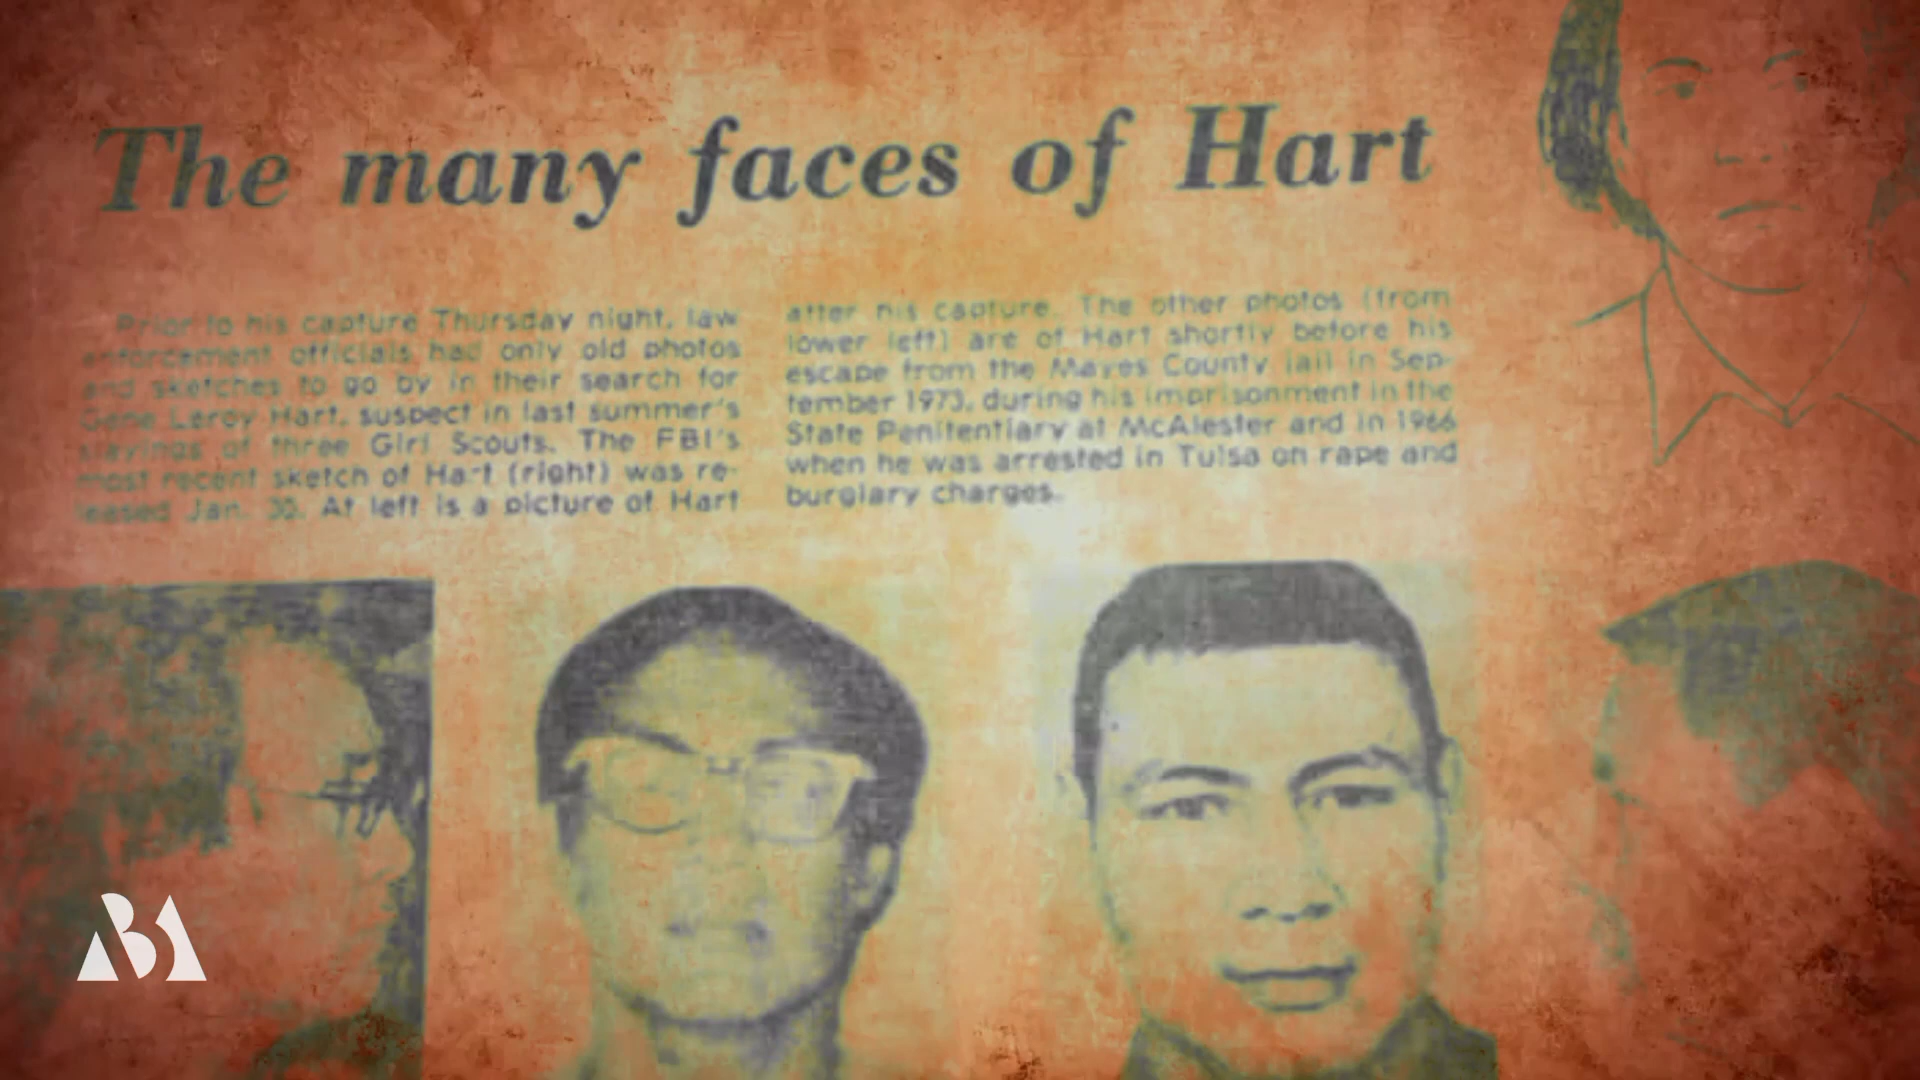 The many faces of Hart
Prior to his capture Thursday night, law
enforcement officials had only old photos
and sketches to go by in their search for
Gene Leroy Hart, suspect in last summer's
slayings of three Girl Scouts. The FBI's
most recent sketch of Hart (right) was re-
leased Jan. 30. At left is a picture of Hart
after his capture. The other photos (from
lower left) are of Hart shortly before his
escape from the Mayes County jail in Sep-
tember 1973, during his imprisonment in the
State Penitentiary at McAlester and in 1966
when he was arrested in Tulsa on rape and
burglary charges.
ABA